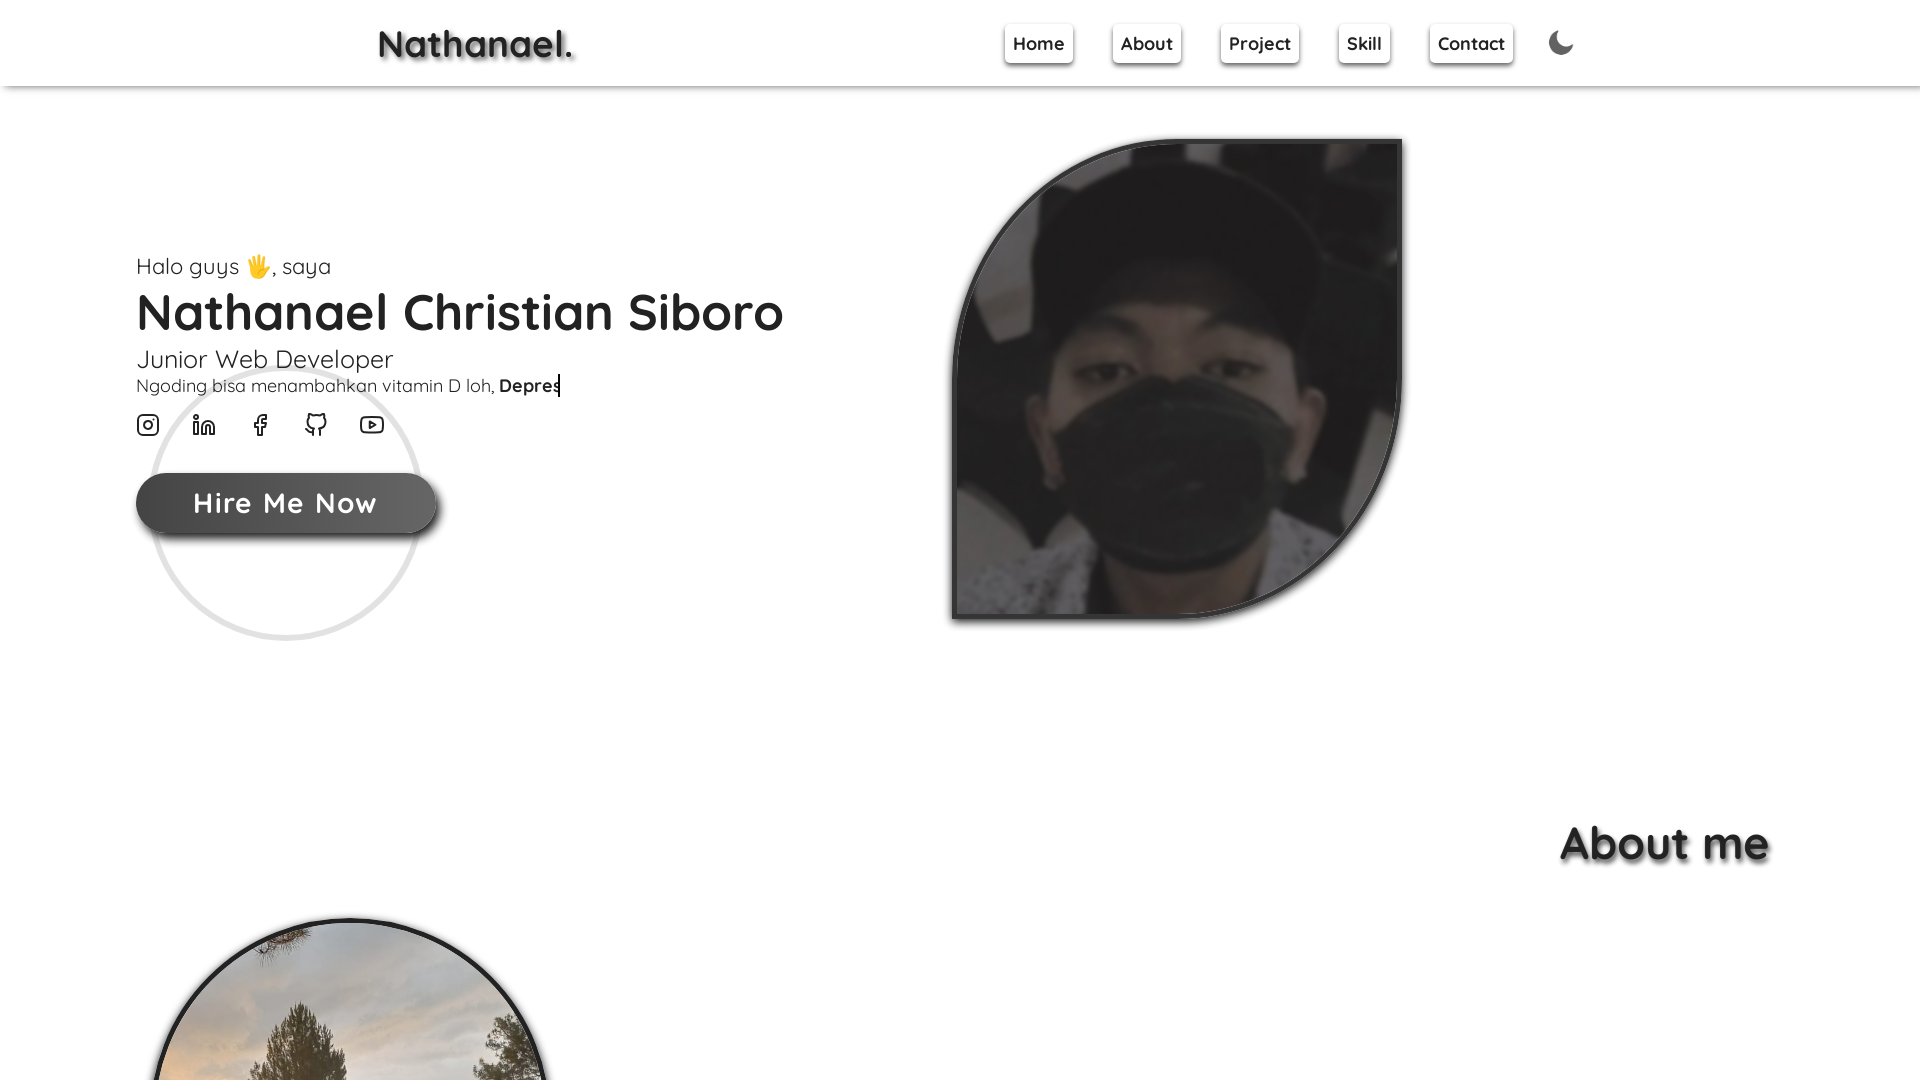 Nathanael.
Home About Project Skill Contact
Halo guys 🖐, saya
Nathanael Christian Siboro
Junior Web Developer
Ngoding bisa menambahkan vitamin D loh, Depres
Hire Me Now
About me